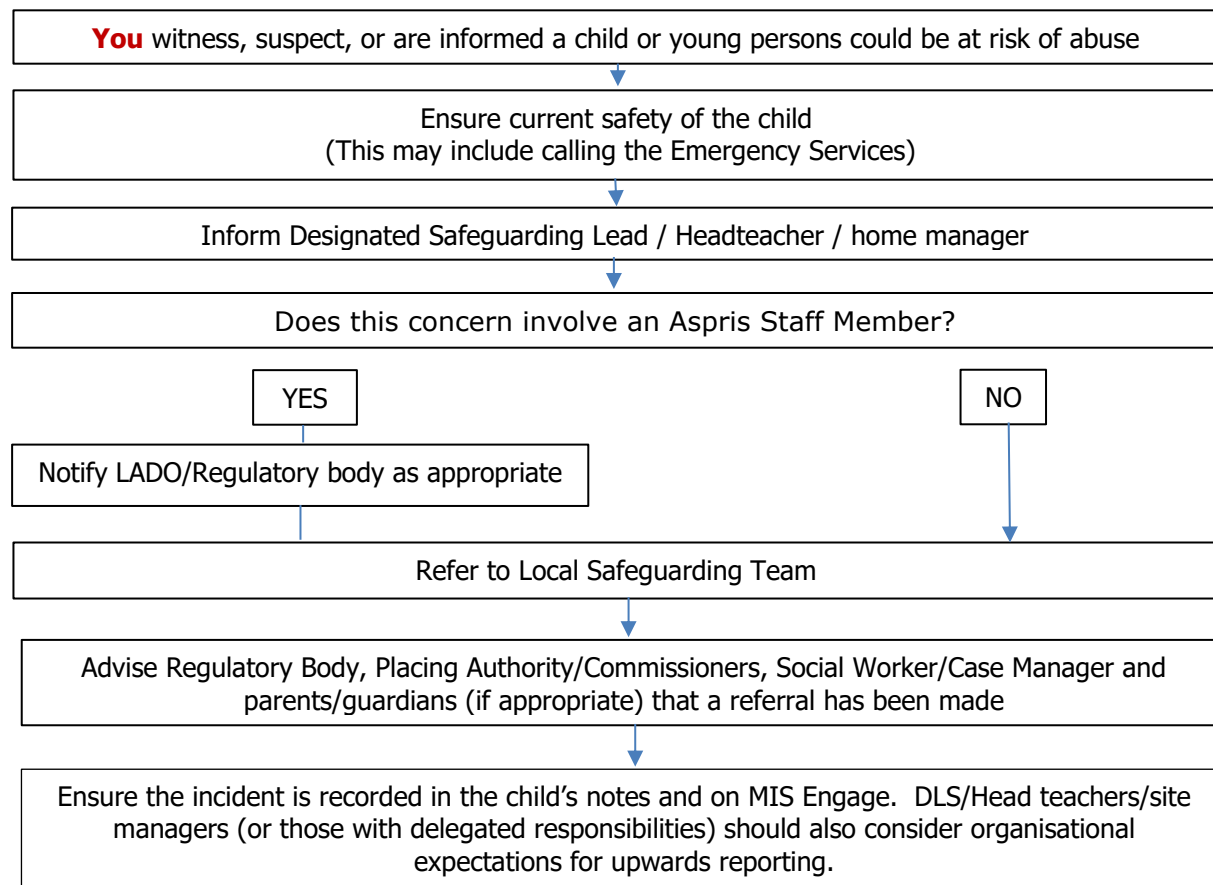 You witness, suspect, or are informed a child or young persons could be at risk of abuse
Ensure current safety of the child
(This may include calling the Emergency Services)
Inform Designated Safeguarding Lead / Headteacher / home manager
Does this concern involve an Aspris Staff Member?
YES
NO
Notify LADO/Regulatory body as appropriate
Refer to Local Safeguarding Team
Advise Regulatory Body, Placing Authority/Commissioners, Social Worker/Case Manager and
parents/guardians (if appropriate) that a referral has been made
Ensure the incident is recorded in the child’s notes and on MIS Engage.  DLS/Head teachers/site
managers (or those with delegated responsibilities) should also consider organisational
expectations for upwards reporting.